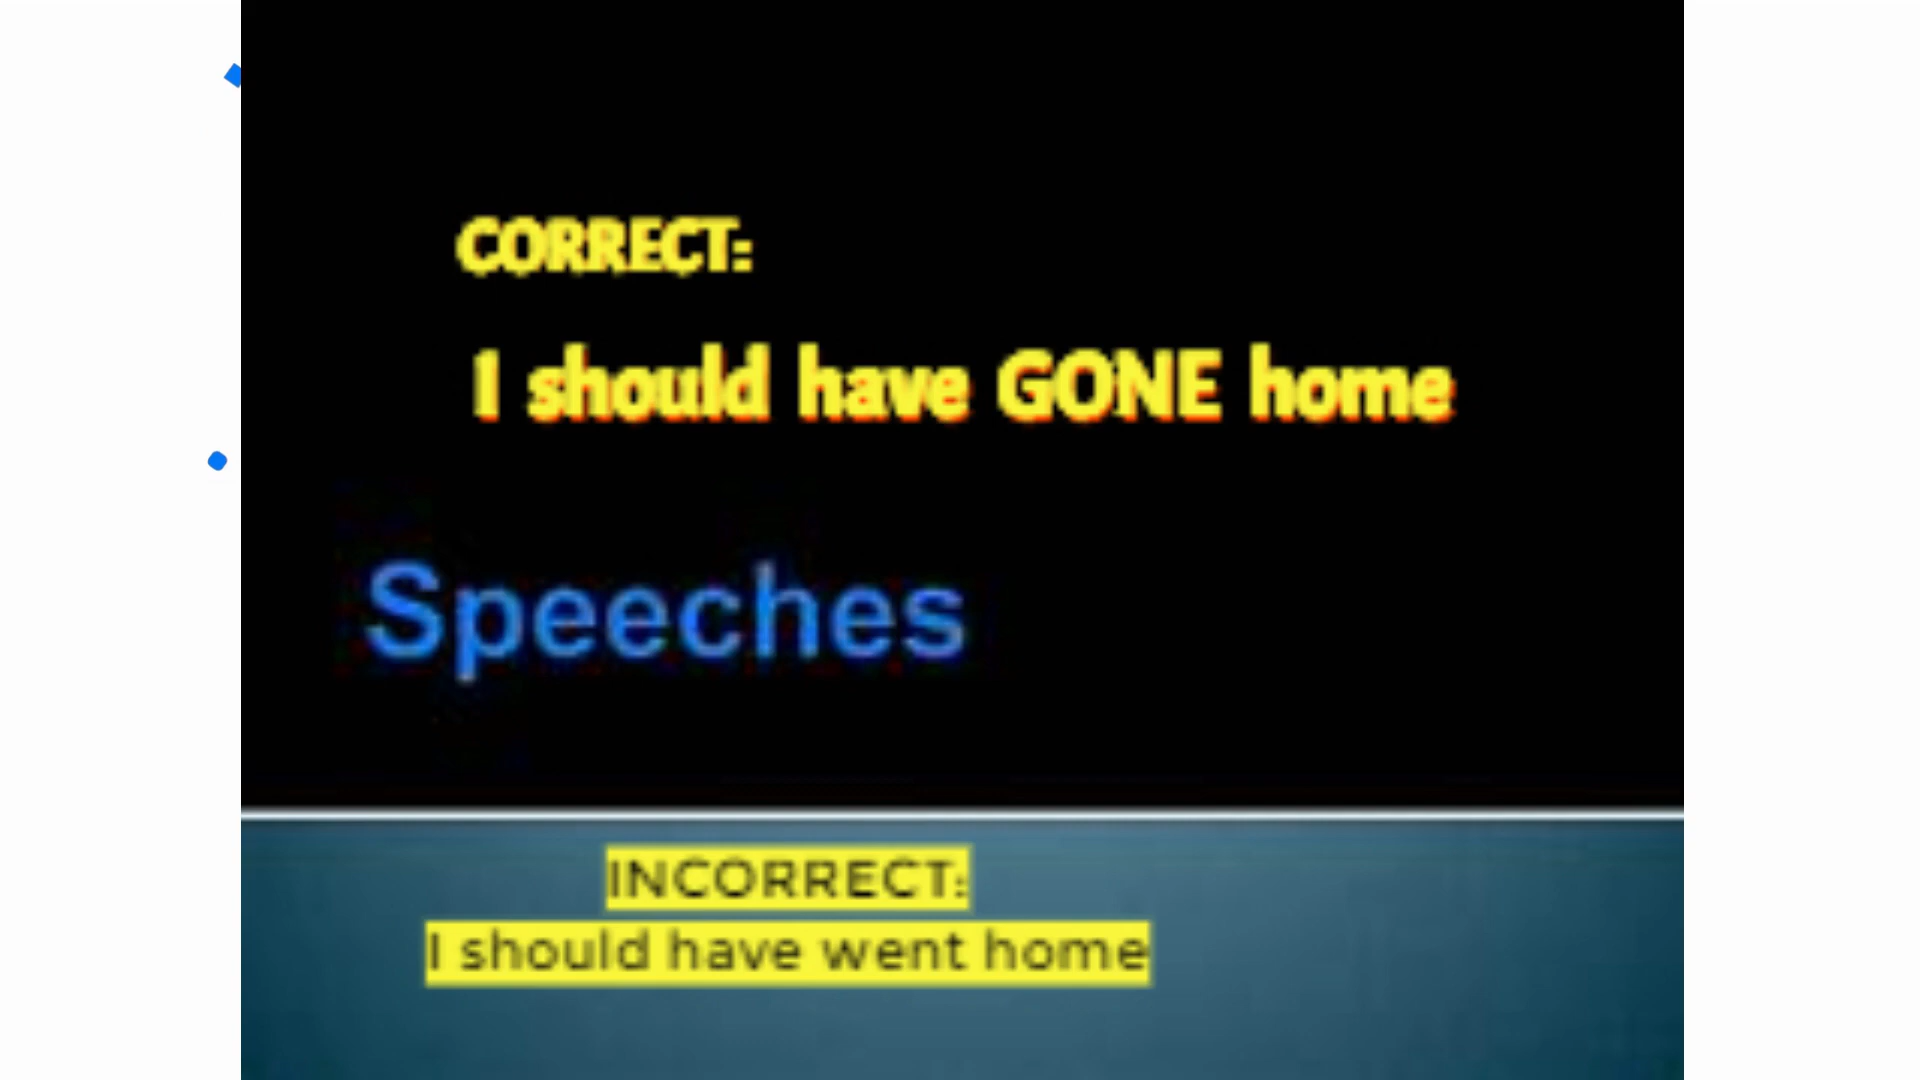 CORRECT:
I should have GONE home
Speeches
INCORRECT:
I should have went home